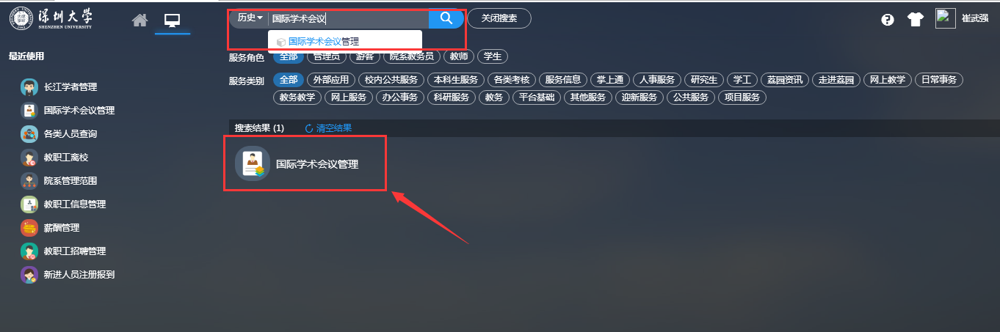 深圳大学
SHENZHEN UNIVERSITY
历史 国际学术会议
关闭搜索
崔武强
国际学术会议管理
最近使用
长江学者管理
国际学术会议管理
各类人员查询
教职工离校
院系管理范围
教职工信息管理
薪酬管理
教职工招聘管理
新进人员注册报到
服务角色 全部 管理员 游客 院系教务员 教师 学生
服务类别 全部 外部应用 校内公共服务 本科生服务 各类考核 服务信息 掌上通 人事服务 研究生 学工 荔园资讯 走进荔园 网上教学 日常事务
教务教学 网上服务 办公事务 科研服务 教务 平台基础 其他服务 迎新服务 公共服务 项目服务
搜索结果 (1) 清空结果
国际学术会议管理